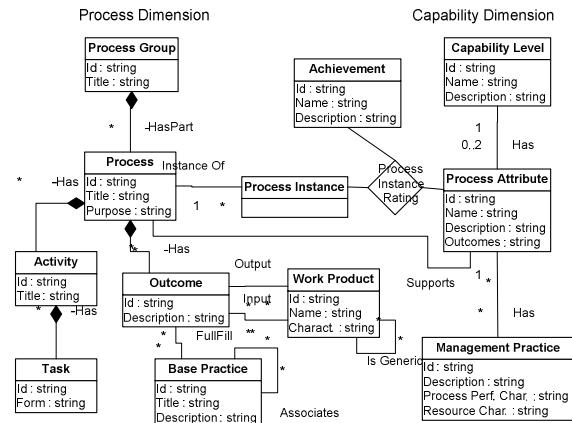 Process Dimension
Capability Dimension
Process Group
Id : string
Title : string
Achievement
Id : string
Name : string
Description : string
Capability Level
Id : string
Name : string
Description : string
*
-HasPart
1
0..2
Has
Process
Id : string
Title : string
Purpose : string
Instance Of
1
*
Process Instance
Process
Instance
Rating
Process Attribute
Id : string
Name : string
Description : string
Outcomes : string
*
-Has
**
-Has
Activity
Id : string
Title : string
Outcome
Id : string
Description : string
Output
Input
*
*
**
Work Product
Id : string
Name : string
Charact. : string
*
*
Is Generic
Supports
1
*
*
Has
*
-Has
Task
Id : string
Form : string
*
*
FullFill
Base Practice
Id : string
Title : string
Description : string
*
*
Associates
Management Practice
Id : string
Description : string
Process Perf. Char. : string
Resource Char. : string